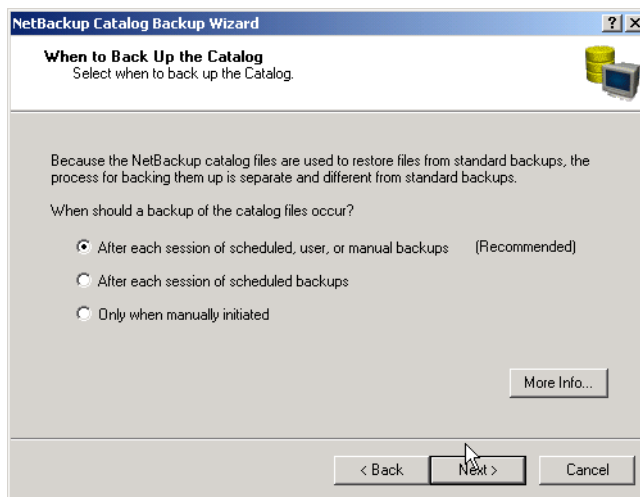 NetBackup Catalog Backup Wizard
When to Back Up the Catalog
Select when to back up the Catalog.
Because the NetBackup catalog files are used to restore files from standard backups, the
process for backing them up is separate and different from standard backups.
When should a backup of the catalog files occur?
After each session of scheduled, user, or manual backups (Recommended)
After each session of scheduled backups
Only when manually initiated
More Info...
< Back Next > Cancel